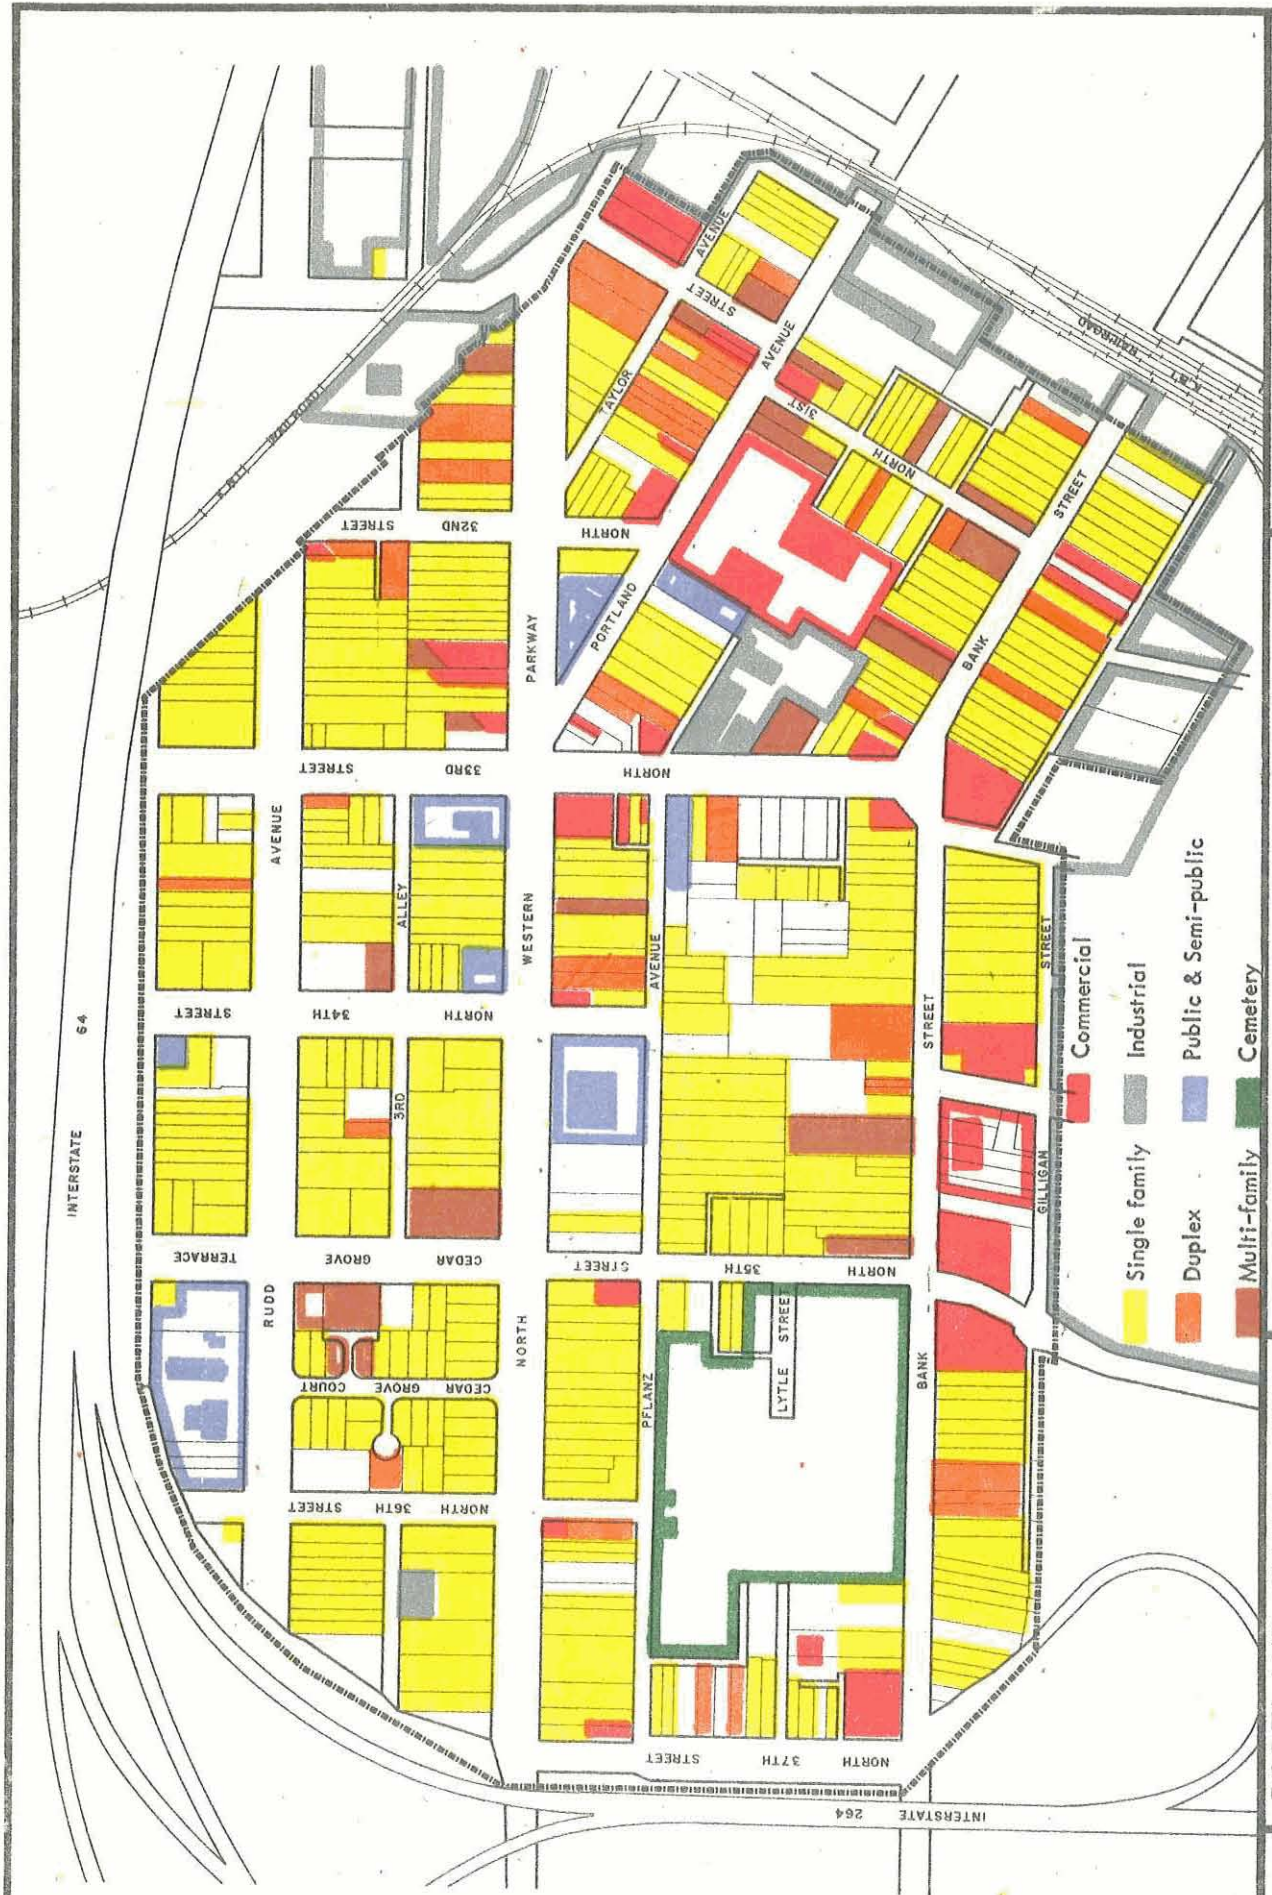 INTERSTATE 64
RAILROAD
TAYLOR
AVENUE
STREET
AVENUE
31ST
NORTH
STREET
RAILROAD
K.&I.T.
STREET
32ND
NORTH
PARKWAY
PORTLAND
BANK
STREET
33RD
NORTH
AVENUE
ALLEY
WESTERN
AVENUE
STREET
STREET
34TH
NORTH
STREET
3RD
GILLIGAN
TERRACE
GROVE
CEDAR
STREET
35TH
NORTH
RUDD
COURT
GROVE
CEDAR
NORTH
PFLANZ
LYTLE STREET
BANK
STREET
36TH
NORTH
STREET
37TH
NORTH
INTERSTATE 264
Single family
Commercial
Duplex
Industrial
Multi-family
Public & Semi-public
Cemetery